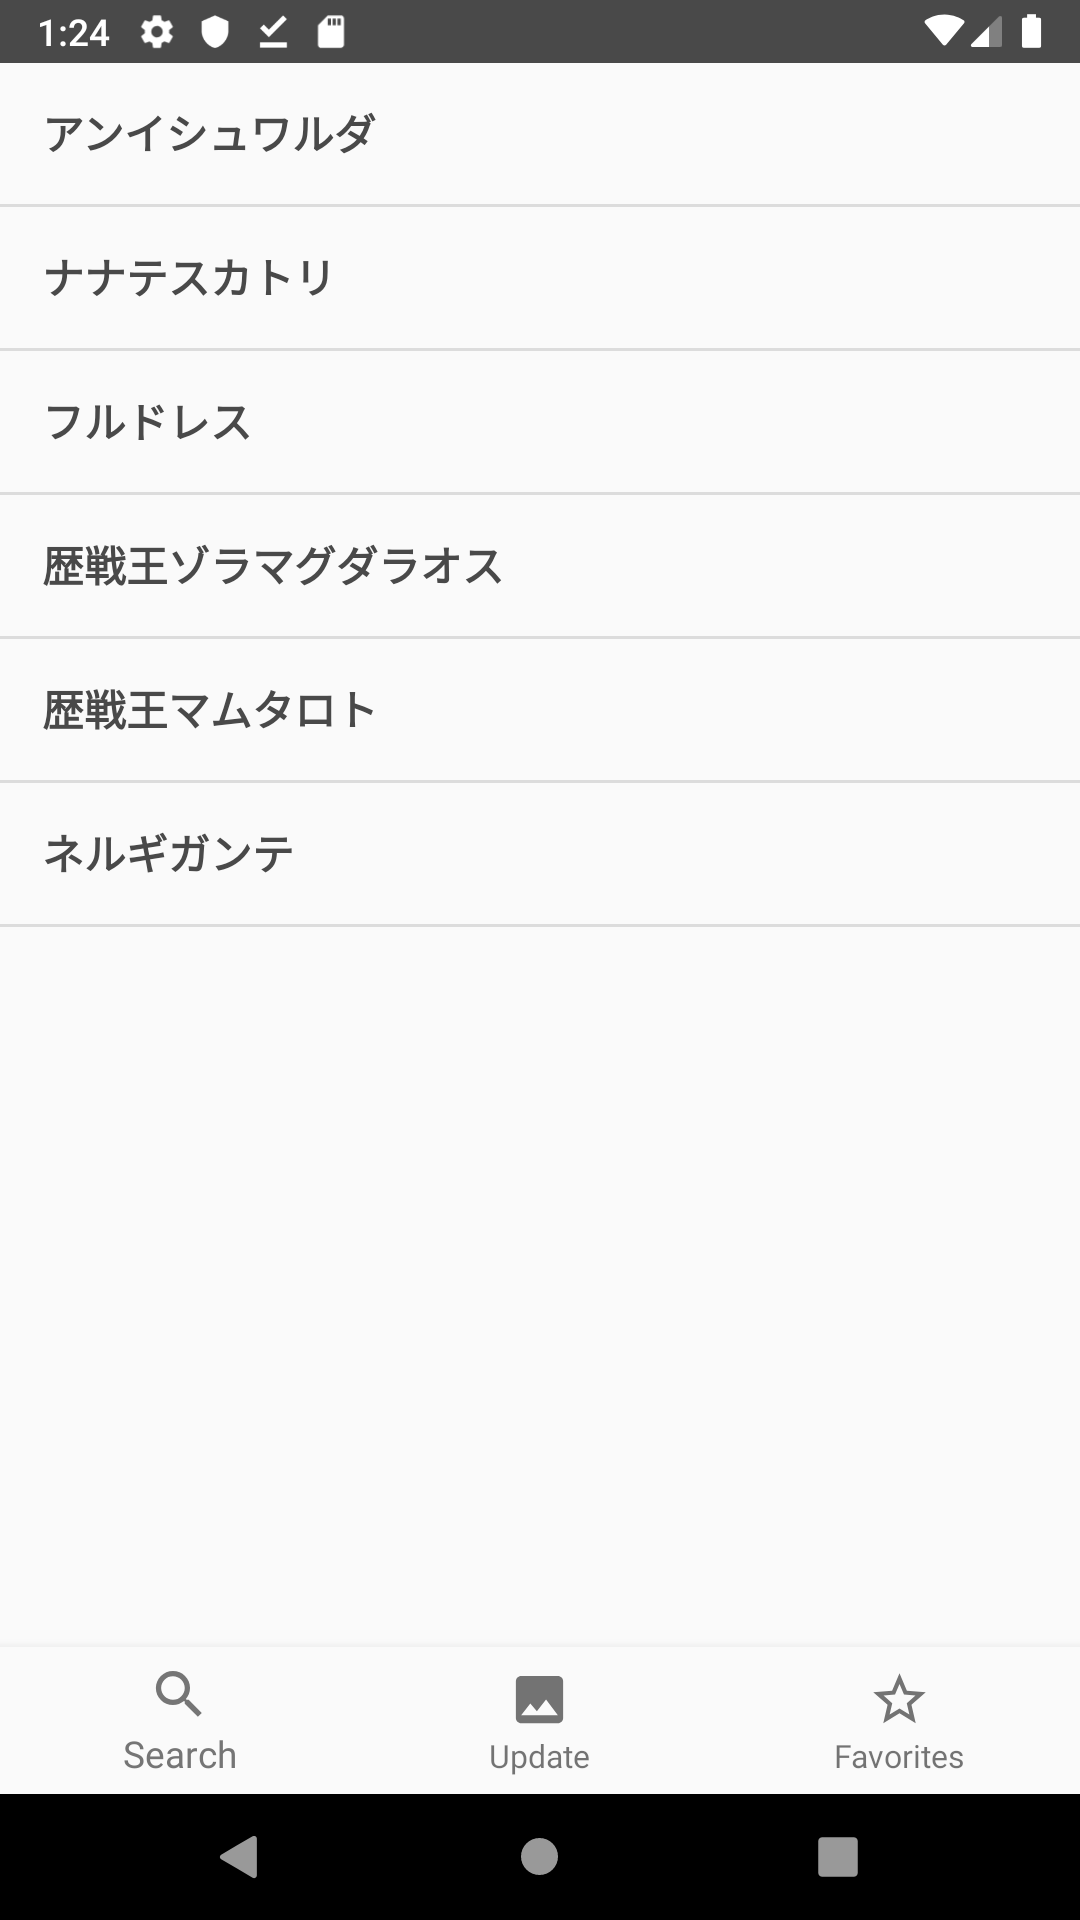 1:24
アンイシュワルダ
ナナテスカトリ
フルドレス
歴戦王ゾラマグダラオス
歴戦王マムタロト
ネルギガンテ
Search
Update
Favorites